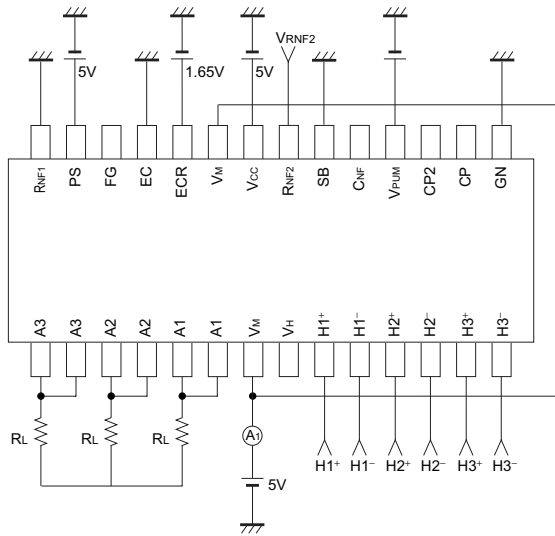 VRNF2
5V 1.65V 5V
RNF1 PS FG EC ECR VM VCC RNF2 SB CNF VPUM CP2 CP GN
A3 A3 A2 A2 A1 A1 VM VH H1+ H1− H2+ H2− H3+ H3−
RL RL RL A1
H1+ H1− H2+ H2− H3+ H3−
5V